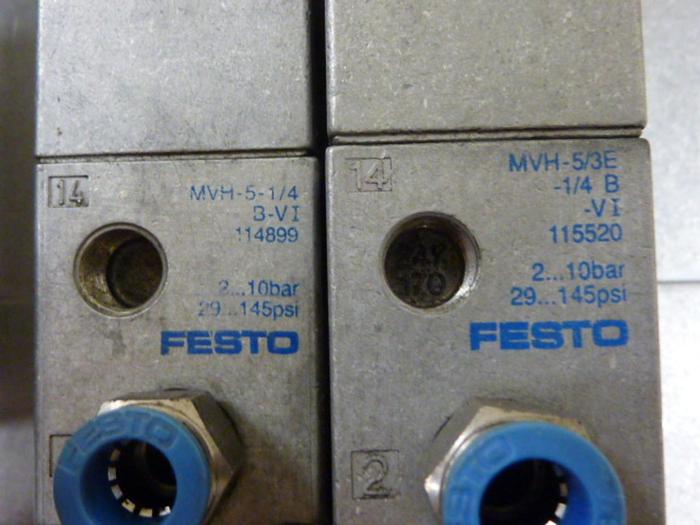 14
MVH-5-1/4
B-VI
114899
2...10bar
29...145psi
FESTO
FESTO
14
MVH-5/3E
-1/4 B
-VI
115520
2...10bar
29...145psi
FESTO
2
FESTO